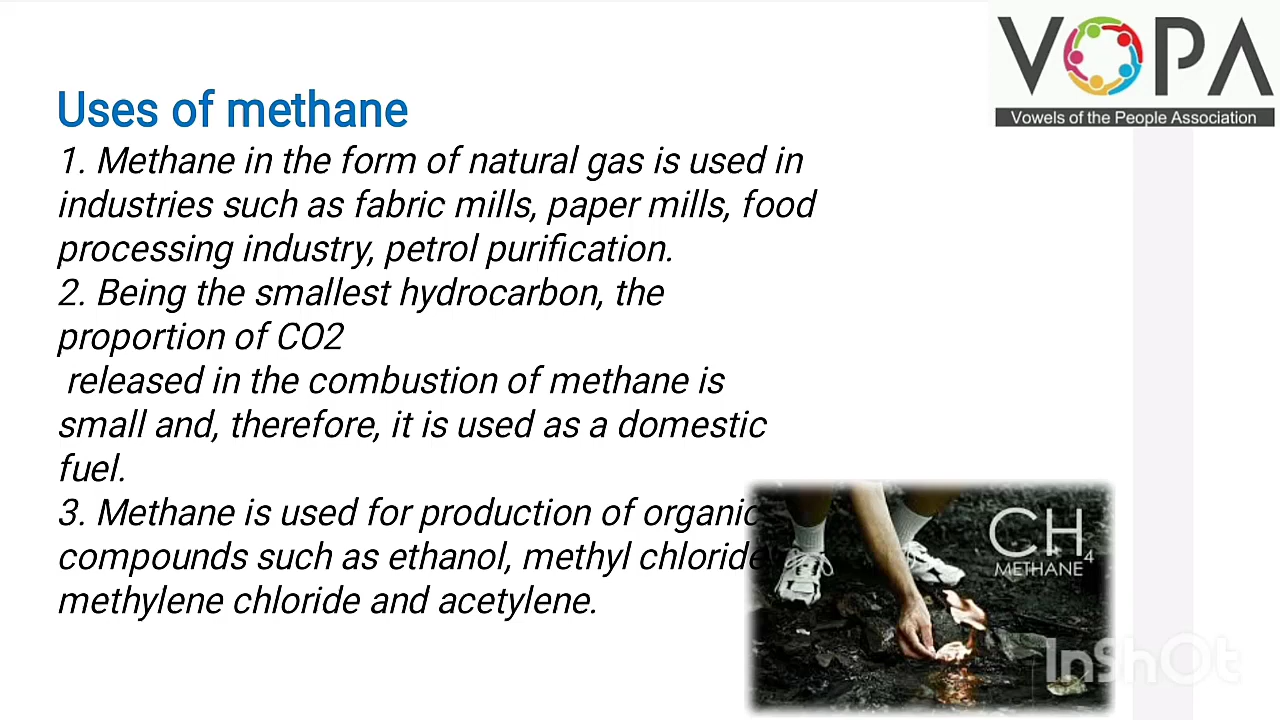 VOPA
Vowels of the People Association
Uses of methane
1. Methane in the form of natural gas is used in
industries such as fabric mills, paper mills, food
processing industry, petrol purification.
2. Being the smallest hydrocarbon, the
proportion of CO2
released in the combustion of methane is
small and, therefore, it is used as a domestic
fuel.
3. Methane is used for production of organic
compounds such as ethanol, methyl chloride
methylene chloride and acetylene.
CH4
METHANE
InShOt